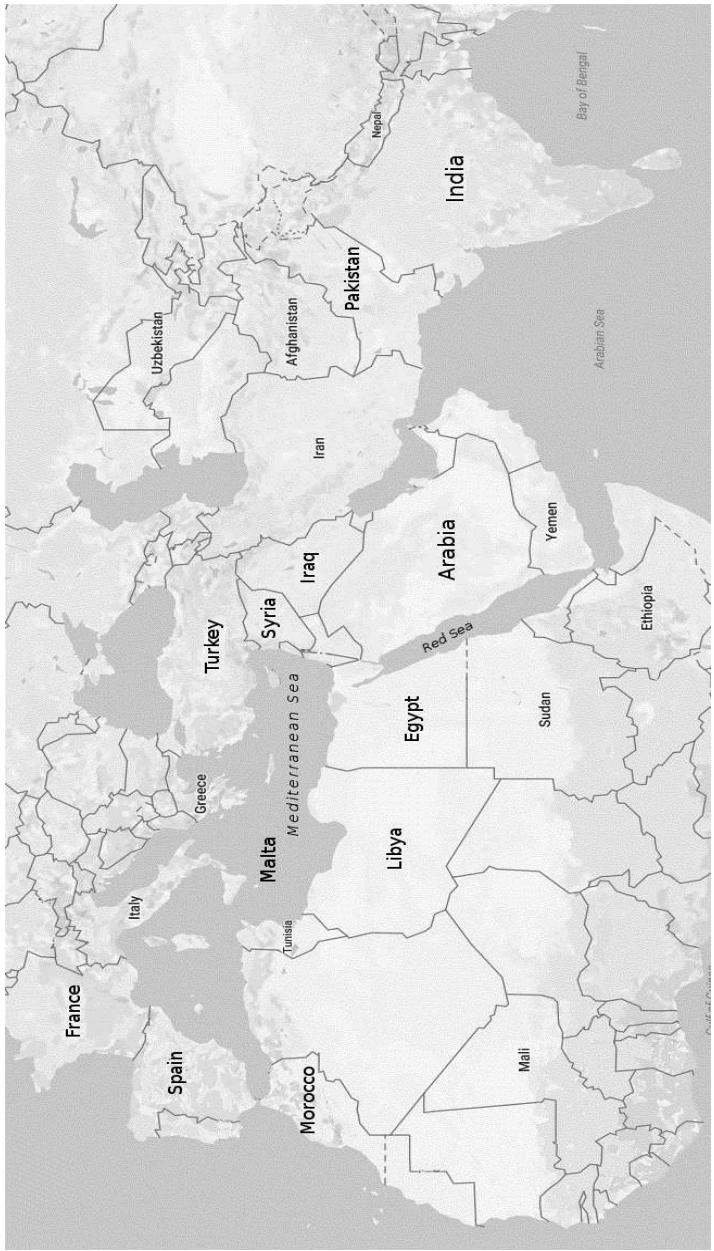 France
Italy
Uzbekistan
Spain
Greece
Turkey
Malta
Syria
Tunisia
Mediterranean Sea
Afghanistan
Morocco
Iraq
Iran
Pakistan
Nepal
Libya
Egypt
Red Sea
Arabia
India
Mali
Sudan
Yemen
Bay of Bengal
Arabian Sea
Ethiopia